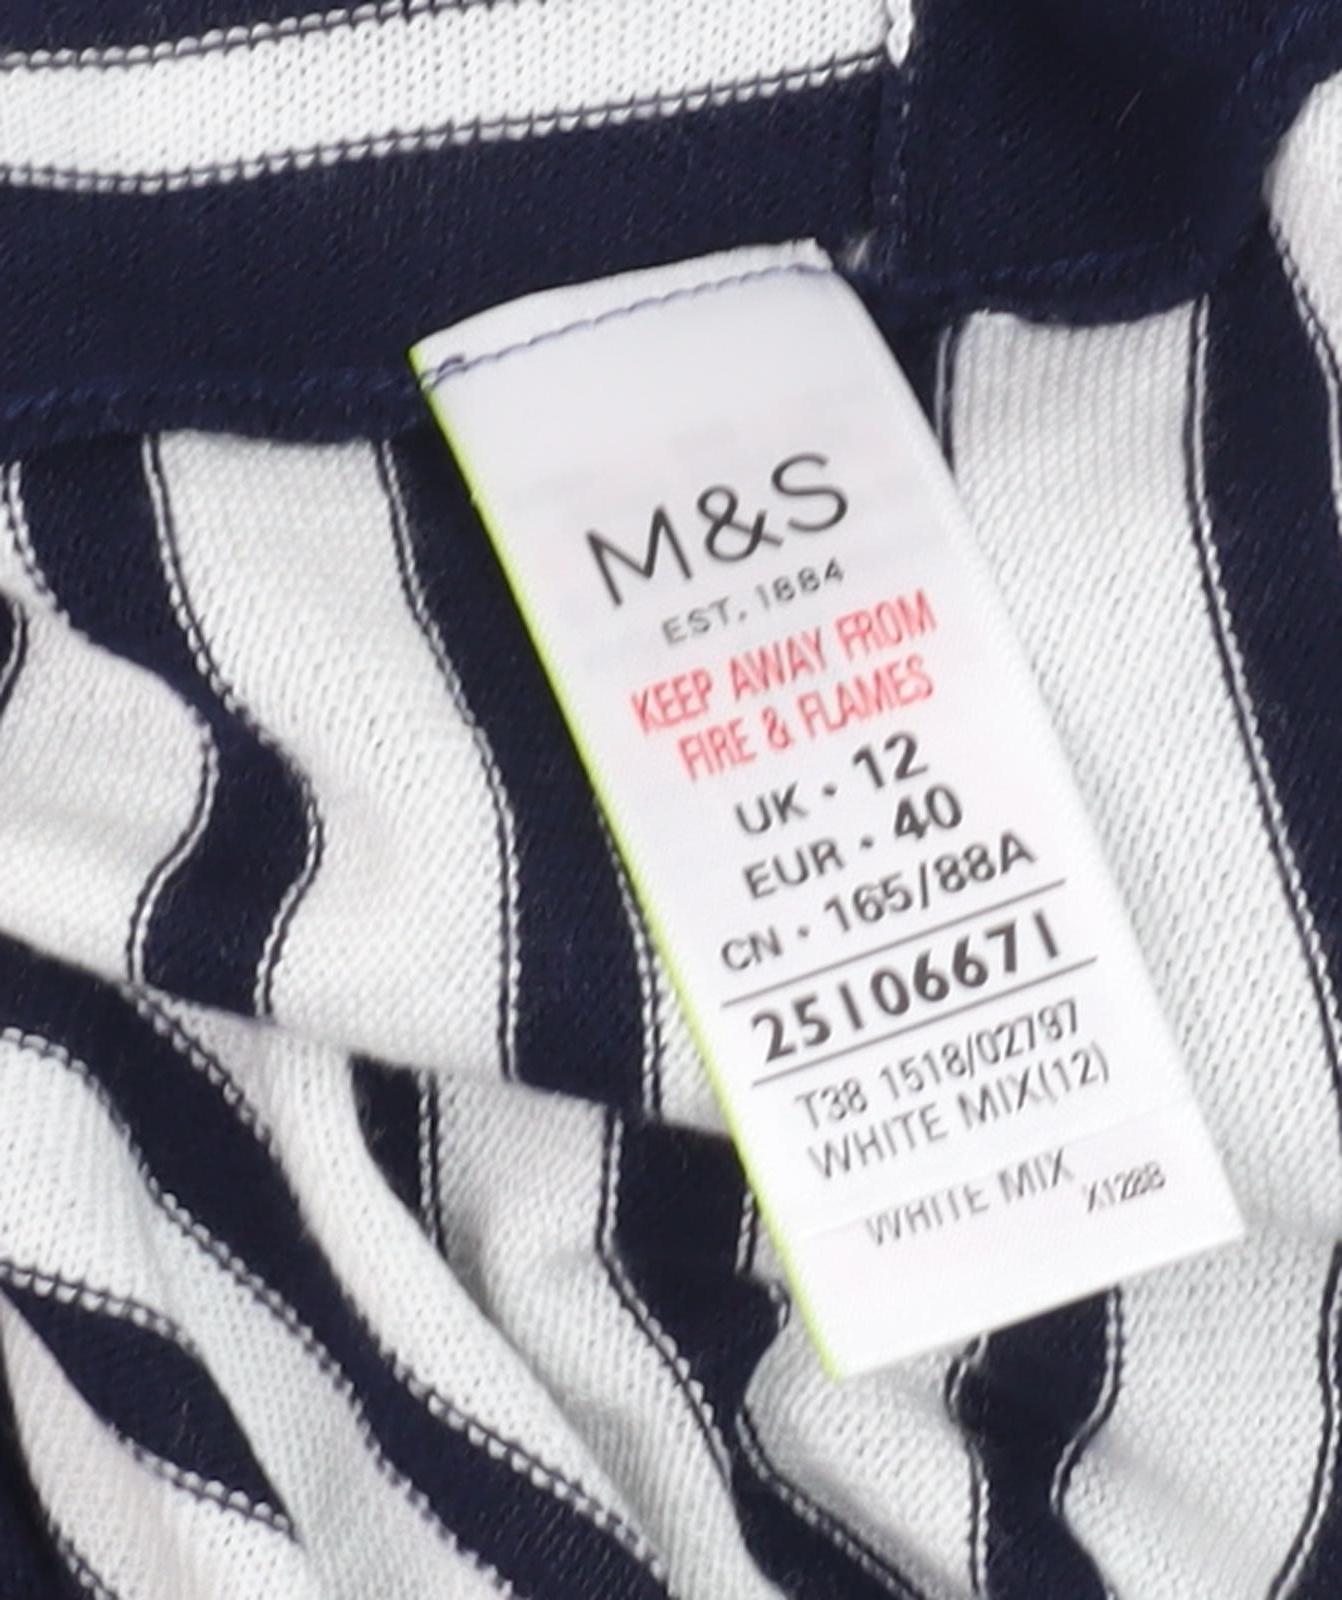 M&S
EST. 1884
KEEP AWAY FROM
FIRE & FLAMES
UK • 12
EUR • 40
CN • 165/88A
25106671
T38 1518/02797
WHITE MIX(12)
WHITE MIX
X128B